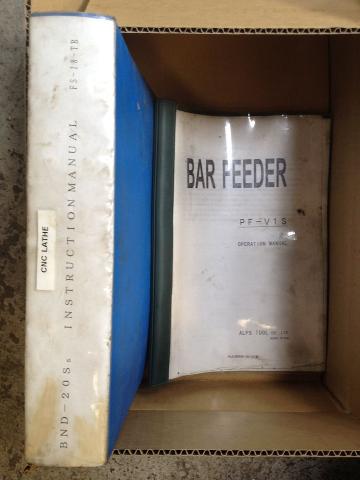 BND-20S5 INSTRUCTION MANUAL FS-18-TB
CNC LATHE
BAR FEEDER
PF-V1S
OPERATION MANUAL
ALPS TOOL CO.,LTD